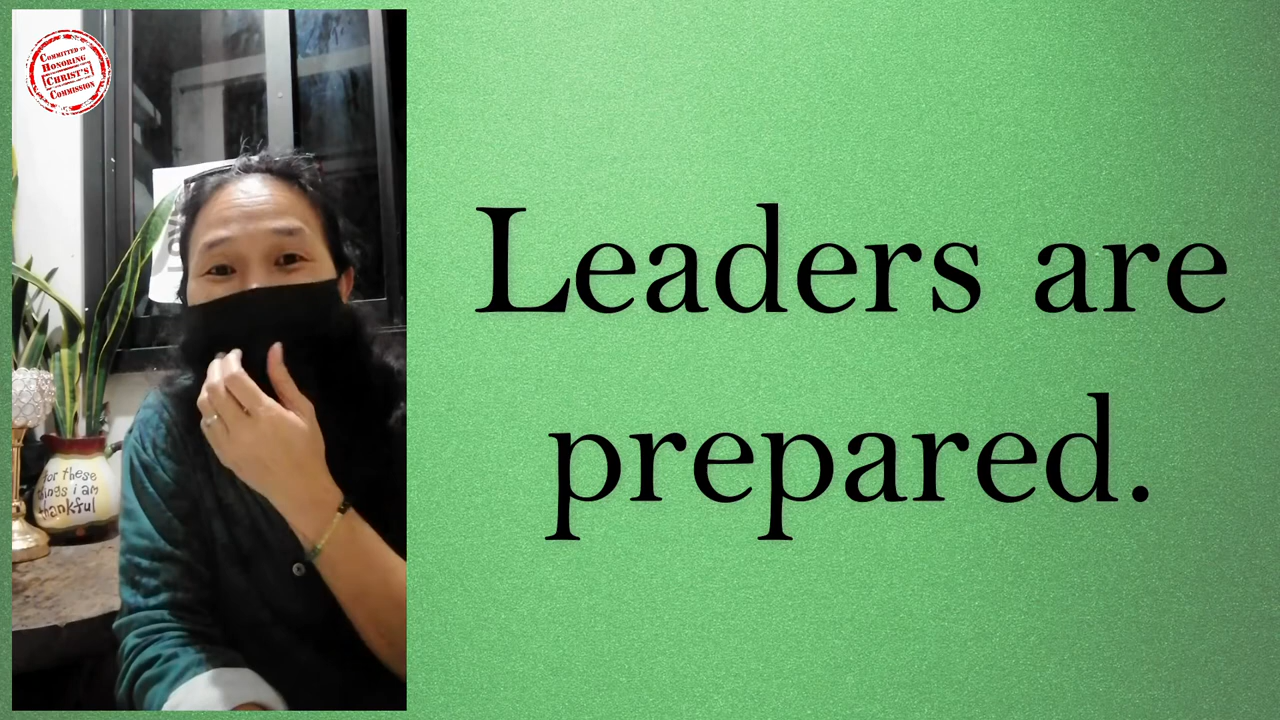 COMMITTED TO
HONORING
CHRIST'S
COMMISSION
Leaders are
prepared.
for these
things i am
thankful